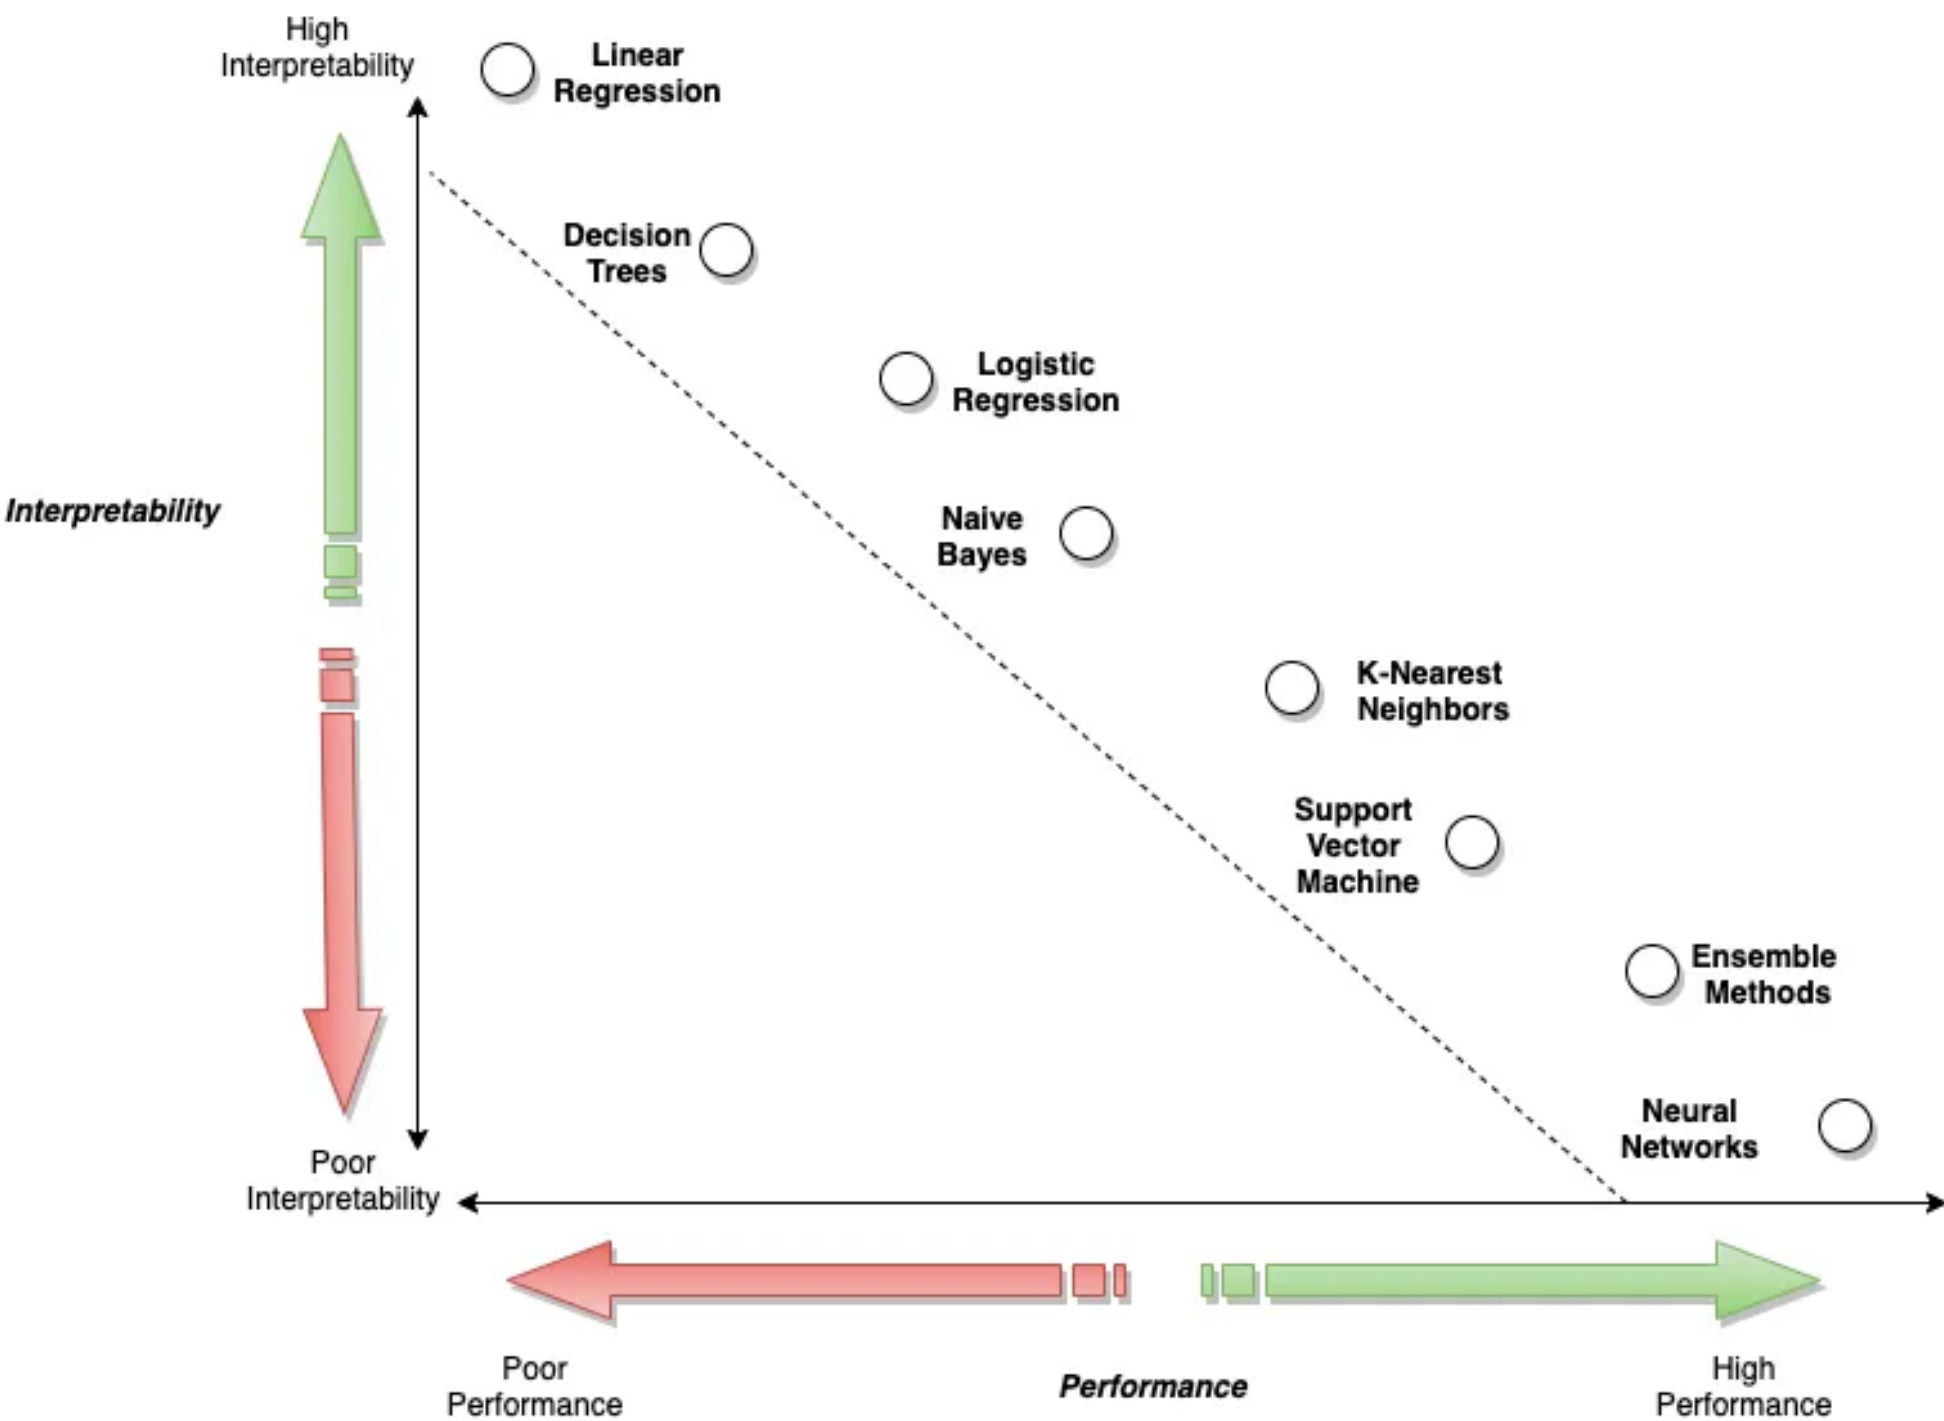 High
Interpretability
Linear
Regression
Decision
Trees
Logistic
Regression
Interpretability
Naive
Bayes
K-Nearest
Neighbors
Support
Vector
Machine
Ensemble
Methods
Neural
Networks
Poor
Interpretability
Poor
Performance
Performance
High
Performance